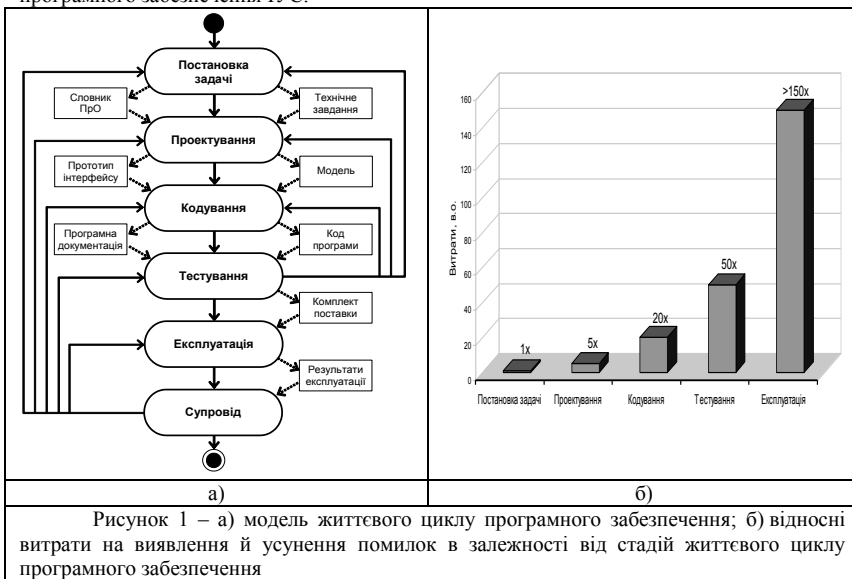 Постановка
задачі
Словник
ПрО
Технічне
завдання
Проектування
Прототип
інтерфейсу
Модель
Кодування
Програмна
документація
Код
програми
Тестування
Комплект
поставки
Експлуатація
Результати
експлуатації
Супровід
Витрати, в.о.
160
140
120
100
80
60
40
20
0
1x
5x
20x
50x
>150x
Постановка задачі
Проектування
Кодування
Тестування
Експлуатація
а)
б)
Рисунок 1 – а) модель життєвого циклу програмного забезпечення; б) відносні
витрати на виявлення й усунення помилок в залежності від стадій життєвого циклу
програмного забезпечення